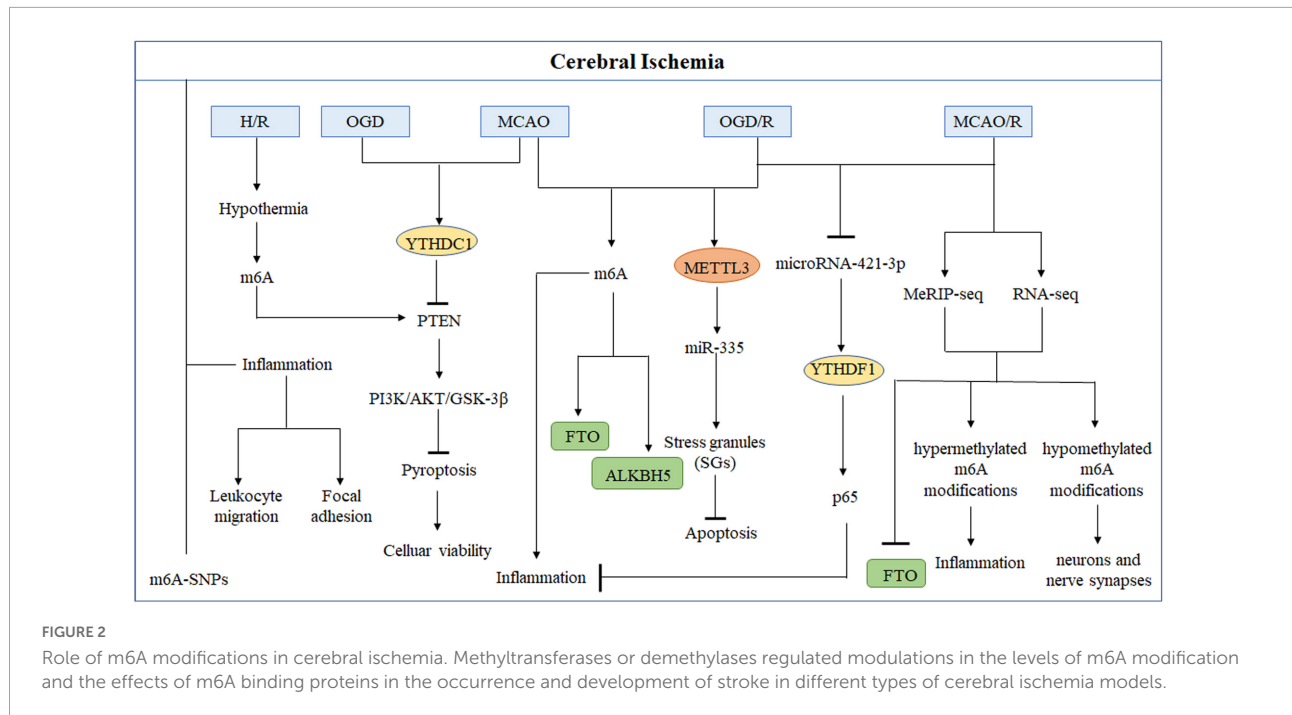 Cerebral Ischemia
H/R
OGD
MCAO
OGD/R
MCAO/R
Hypothermia
m6A
YTHDC1
PTEN
PI3K/AKT/GSK-3β
Pyroptosis
Celluar viability
Inflammation
Leukocyte
migration
Focal
adhesion
m6A-SNPs
m6A
FTO
ALKBH5
Inflammation
METTL3
miR-335
Stress granules
(SGs)
Apoptosis
microRNA-421-3p
YTHDF1
p65
MeRIP-seq
RNA-seq
FTO
hypermethylated
m6A
modifications
Inflammation
hypomethylated
m6A
modifications
neurons and
nerve synapses
FIGURE 2
Role of m6A modifications in cerebral ischemia. Methyltransferases or demethylases regulated modulations in the levels of m6A modification
and the effects of m6A binding proteins in the occurrence and development of stroke in different types of cerebral ischemia models.